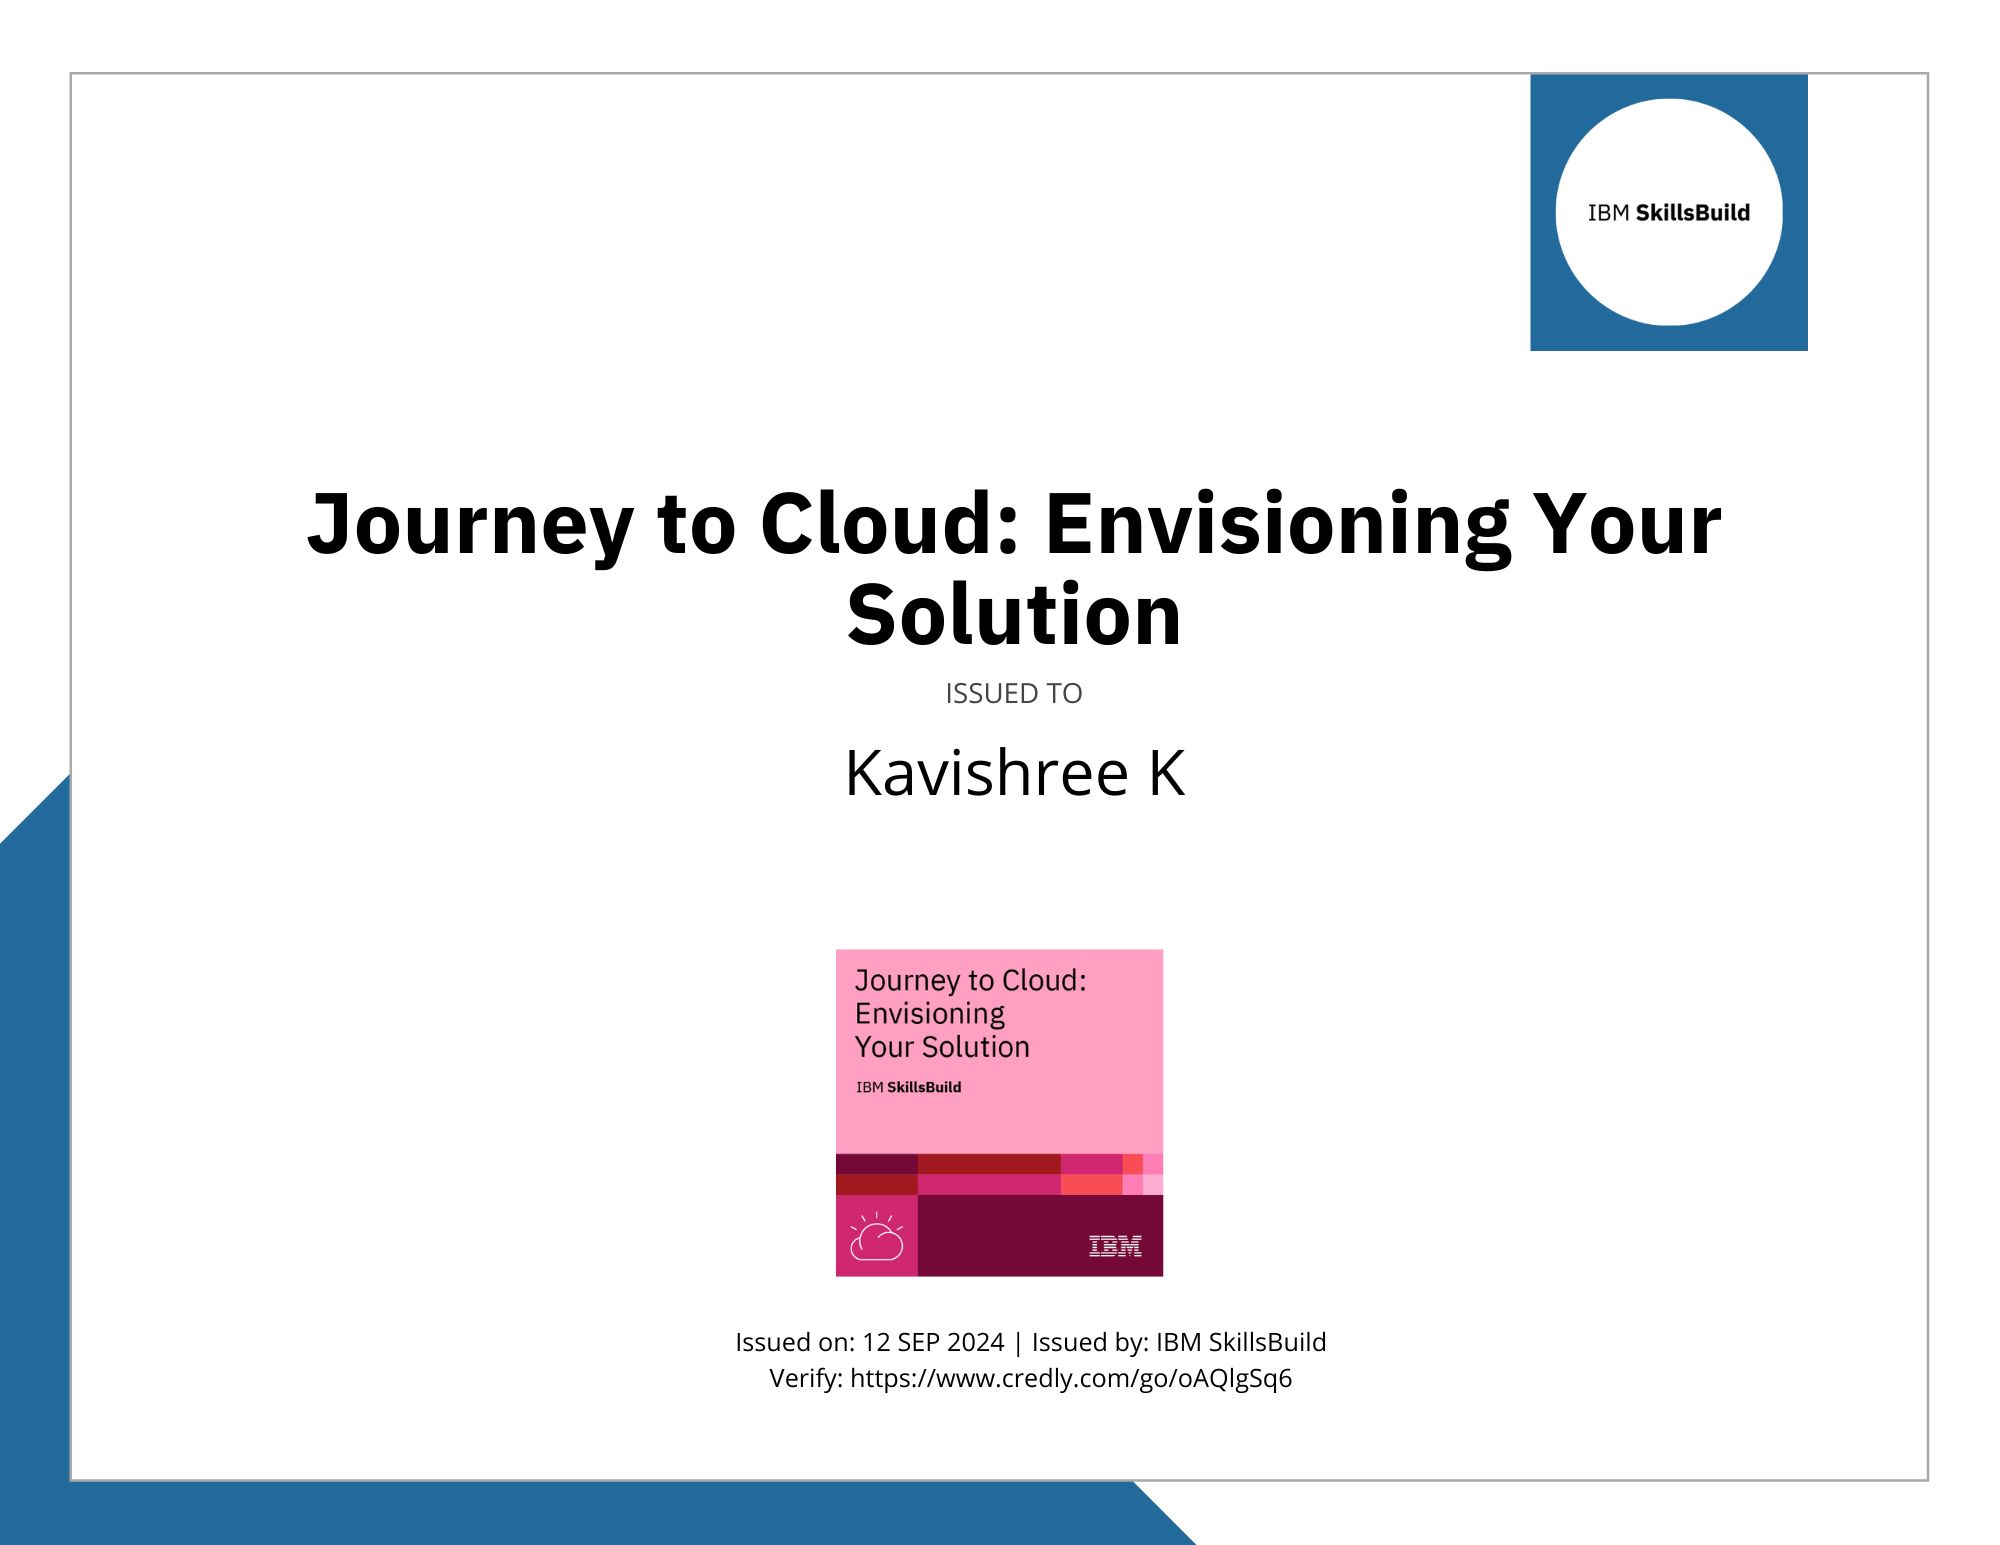 IBM SkillsBuild
Journey to Cloud: Envisioning Your
Solution
ISSUED TO
Kavishree K
Journey to Cloud:
Envisioning
Your Solution
IBM SkillsBuild
IBM
Issued on: 12 SEP 2024 | Issued by: IBM SkillsBuild
Verify: https://www.credly.com/go/oAQlgSq6